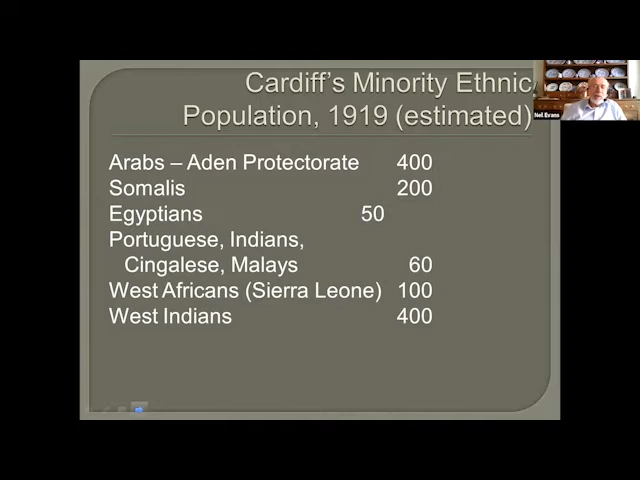 Cardiff's Minority Ethnic
Population, 1919 (estimated)
Arabs – Aden Protectorate 400
Somalis 200
Egyptians 50
Portuguese, Indians,
Cingalese, Malays 60
West Africans (Sierra Leone) 100
West Indians 400
Neil Evans